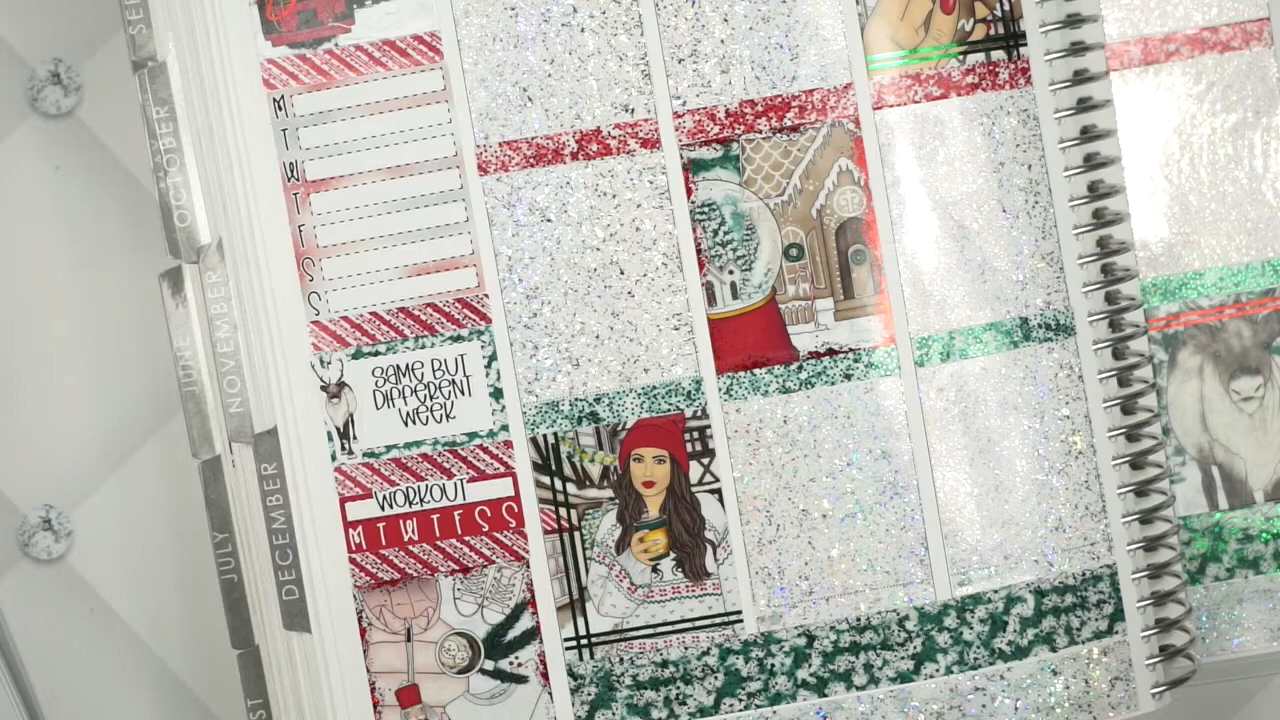 OCTOBER
JUNE
NOVEMBER
JULY
DECEMBER
M
T
W
T
F
S
S
SAME BUT
DIFFERENT
WEEK
WORKOUT
M T W T F S S